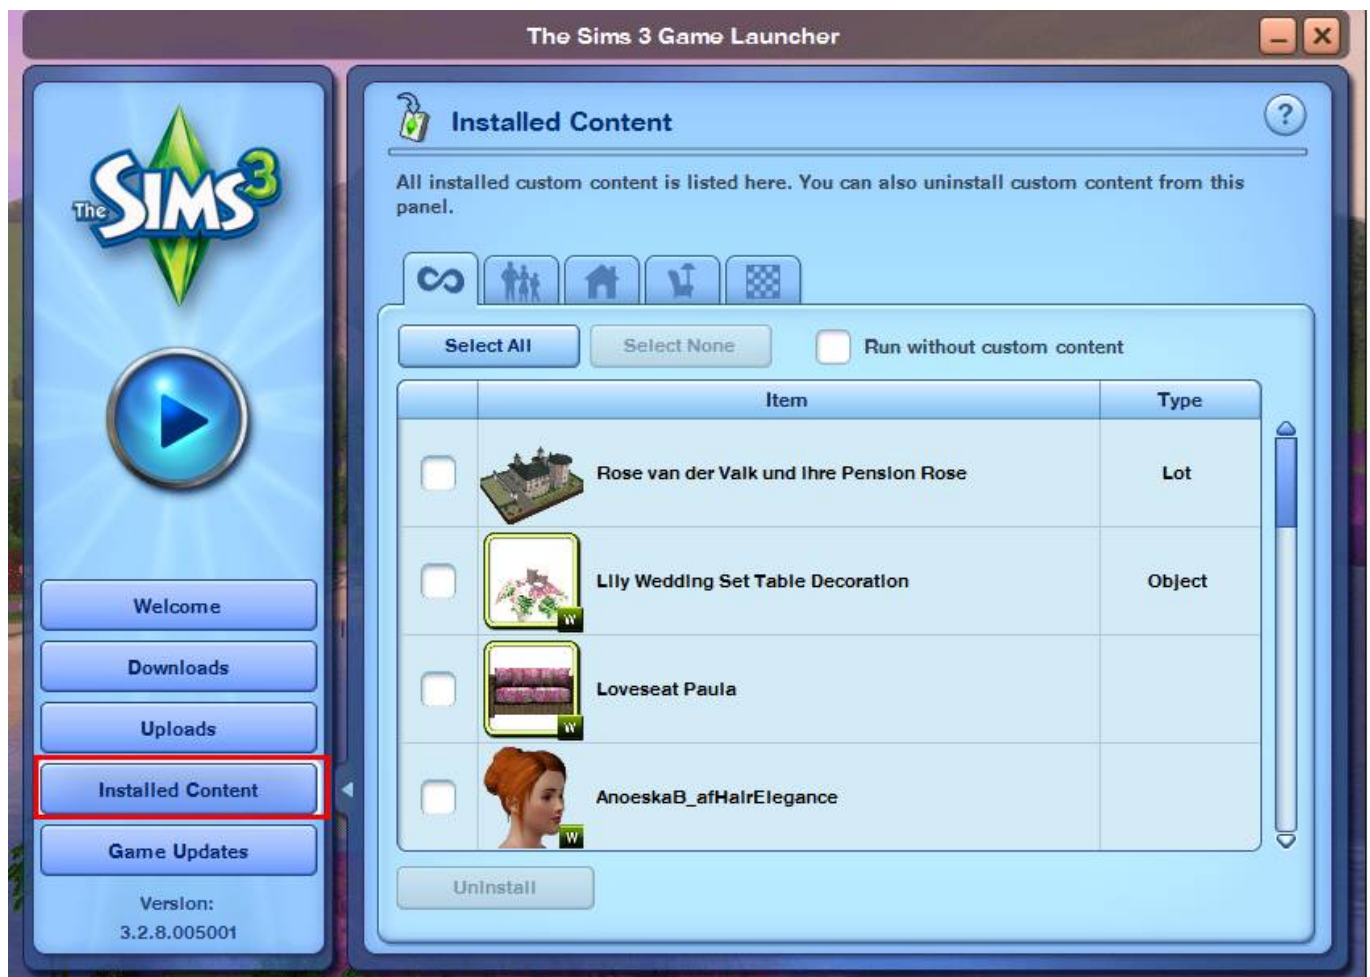 The Sims 3 Game Launcher
The SIMS 3
Installed Content
?
All installed custom content is listed here. You can also uninstall custom content from this
panel.
Select All
Select None
Run without custom content
Item
Type
Rose van der Valk und Ihre Pension Rose
Lot
Lily Wedding Set Table Decoration
Object
W
Loveseat Paula
W
AnoeskaB_afHairElegance
W
Uninstall
Welcome
Downloads
Uploads
Installed Content
Game Updates
Version:
3.2.8.005001